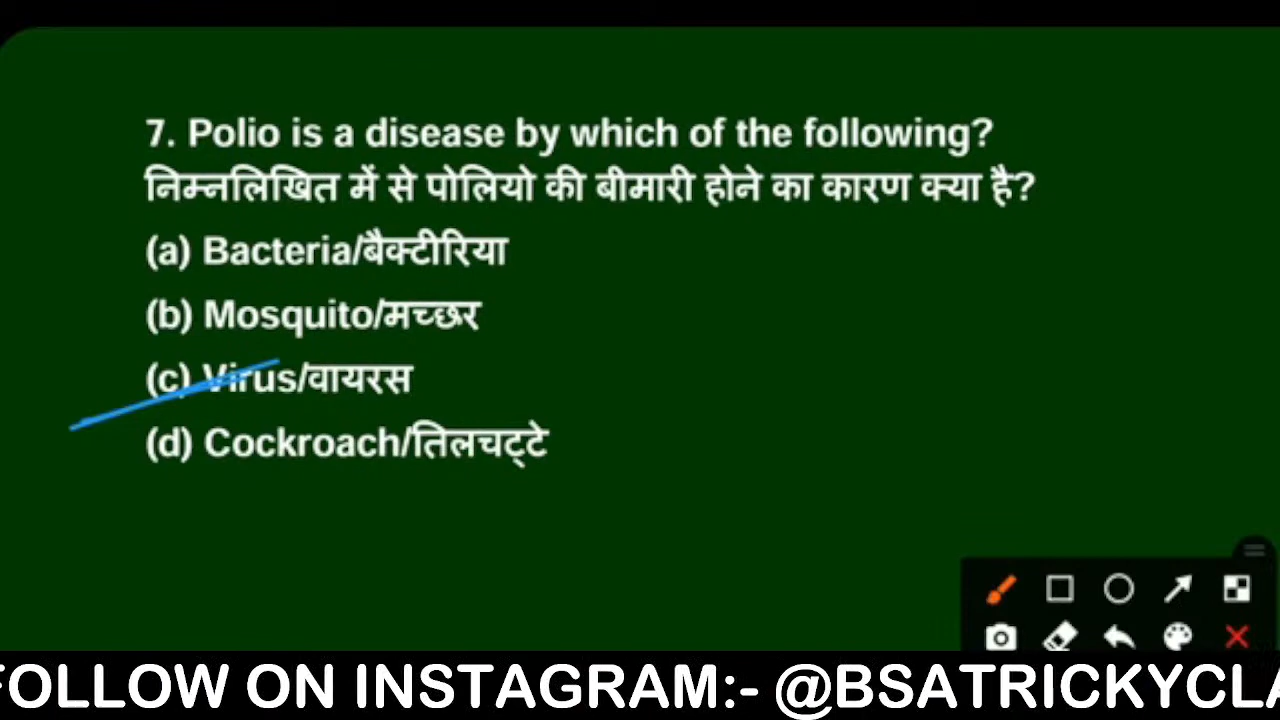 7. Polio is a disease by which of the following?
निम्नलिखित में से पोलियो की बीमारी होने का कारण क्या है?
(a) Bacteria/बैक्टीरिया
(b) Mosquito/मच्छर
(c) Virus/वायरस
(d) Cockroach/तिलचट्टे
FOLLOW ON INSTAGRAM:- @BSATRICKYCLA